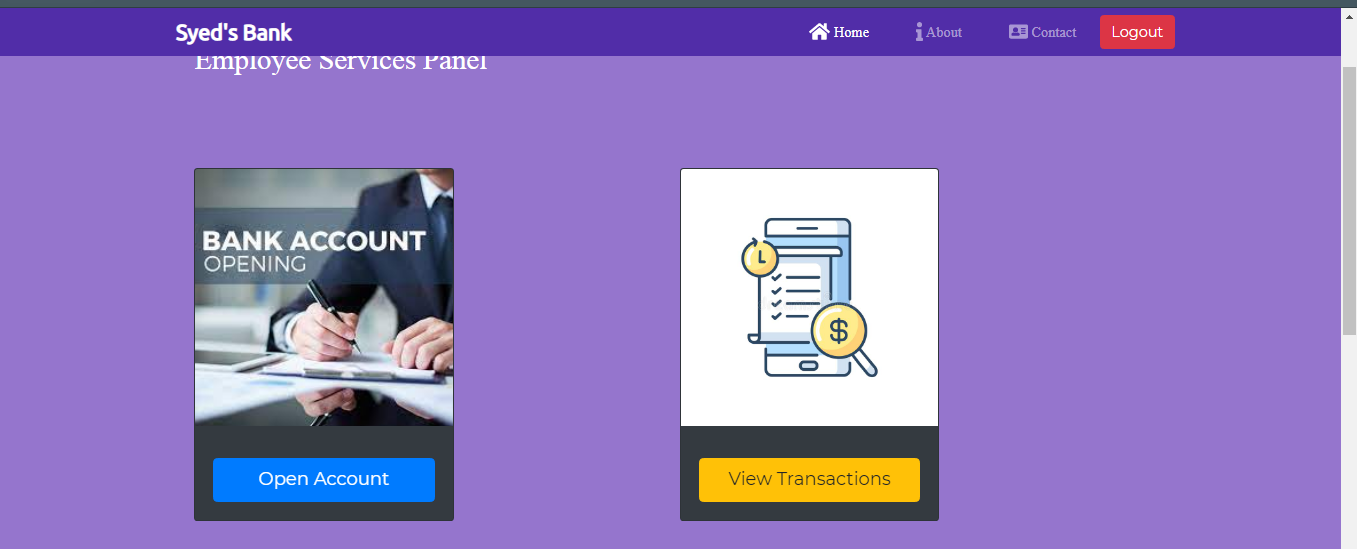 Syed's Bank
Home
About
Contact
Logout
Employee Services Panel
BANK ACCOUNT
OPENING
L
$
Open Account
View Transactions